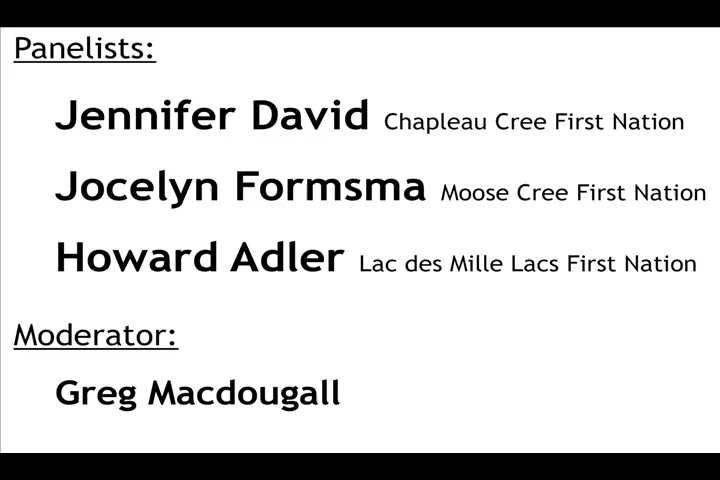 Panelists:
Jennifer David Chapleau Cree First Nation
Jocelyn Formsma Moose Cree First Nation
Howard Adler Lac des Mille Lacs First Nation
Moderator:
Greg Macdougall